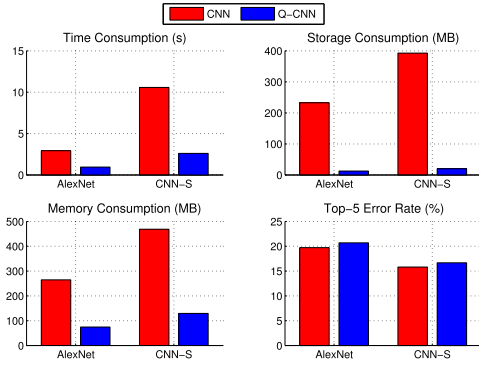 CNN Q-CNN
Time Consumption (s)
15
10
5
0
AlexNet CNN-S
Storage Consumption (MB)
400
300
200
100
0
AlexNet CNN-S
Memory Consumption (MB)
500
400
300
200
100
0
AlexNet CNN-S
Top-5 Error Rate (%)
25
20
15
10
5
0
AlexNet CNN-S